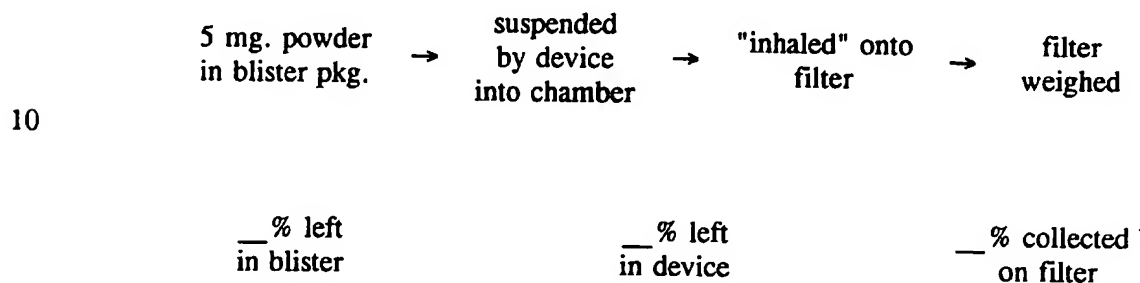 5 mg. powder
in blister pkg.
→
suspended
by device
into chamber
→
"inhaled" onto
filter
→
filter
weighed
10
__% left
in blister
__% left
in device
__% collected
on filter